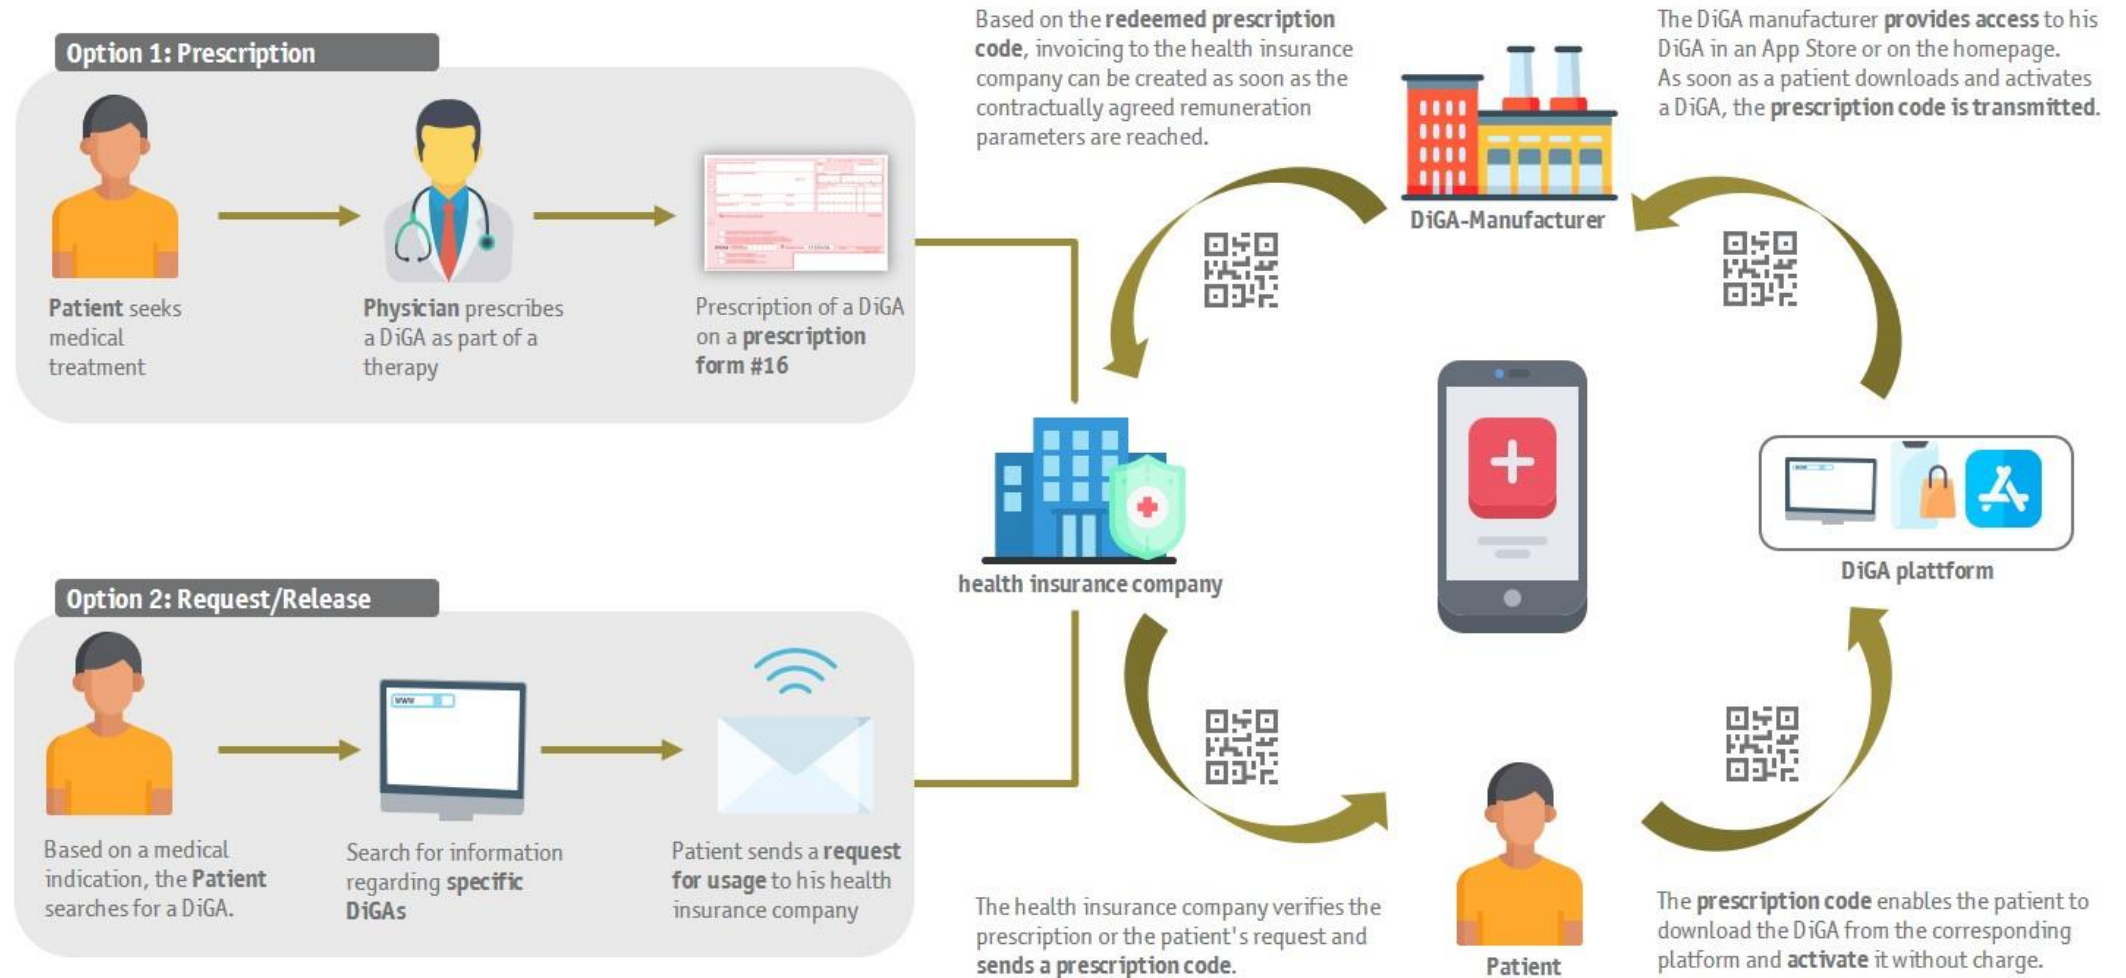 Option 1: Prescription
Patient seeks
medical
treatment
Physician prescribes
a DiGA as part of a
therapy
Prescription of a DiGA
on a prescription
form #16
Option 2: Request/Release
www
Based on a medical
indication, the Patient
searches for a DiGA.
Search for information
regarding specific
DiGAs
Patient sends a request
for usage to his health
insurance company
Based on the redeemed prescription
code, invoicing to the health insurance
company can be created as soon as the
contractually agreed remuneration
parameters are reached.
DiGA-Manufacturer
The DiGA manufacturer provides access to his
DiGA in an App Store or on the homepage.
As soon as a patient downloads and activates
a DiGA, the prescription code is transmitted.
health insurance company
DiGA plattform
The health insurance company verifies the
prescription or the patient's request and
sends a prescription code.
Patient
The prescription code enables the patient to
download the DiGA from the corresponding
platform and activate it without charge.